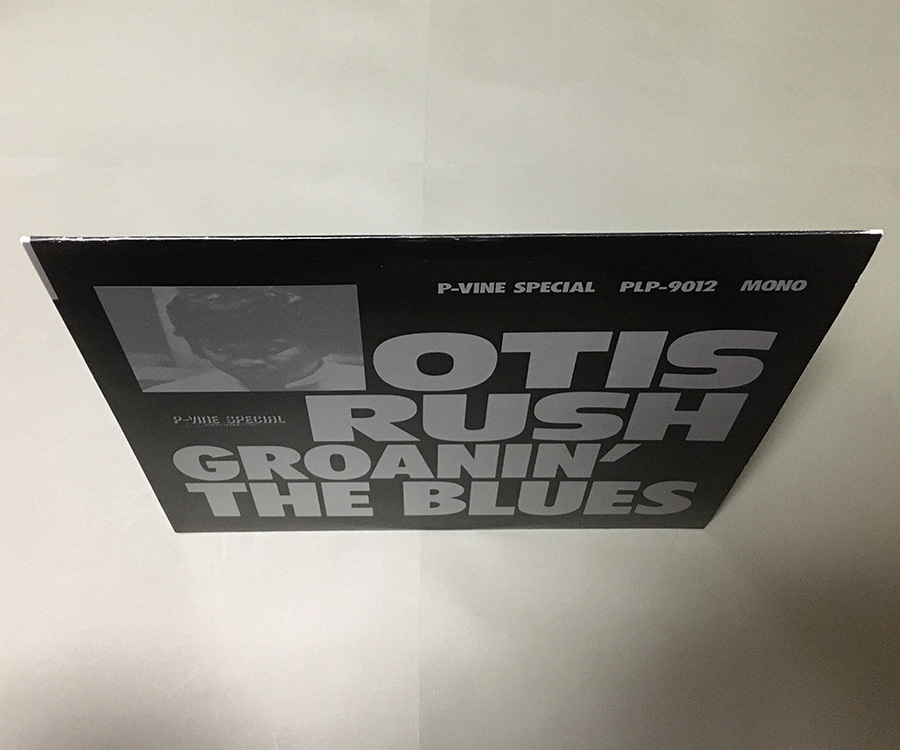 P-VINE SPECIAL PLP-9012 MONO
OTIS
RUSH
P-VINE SPECIAL
GROANIN'
THE BLUES